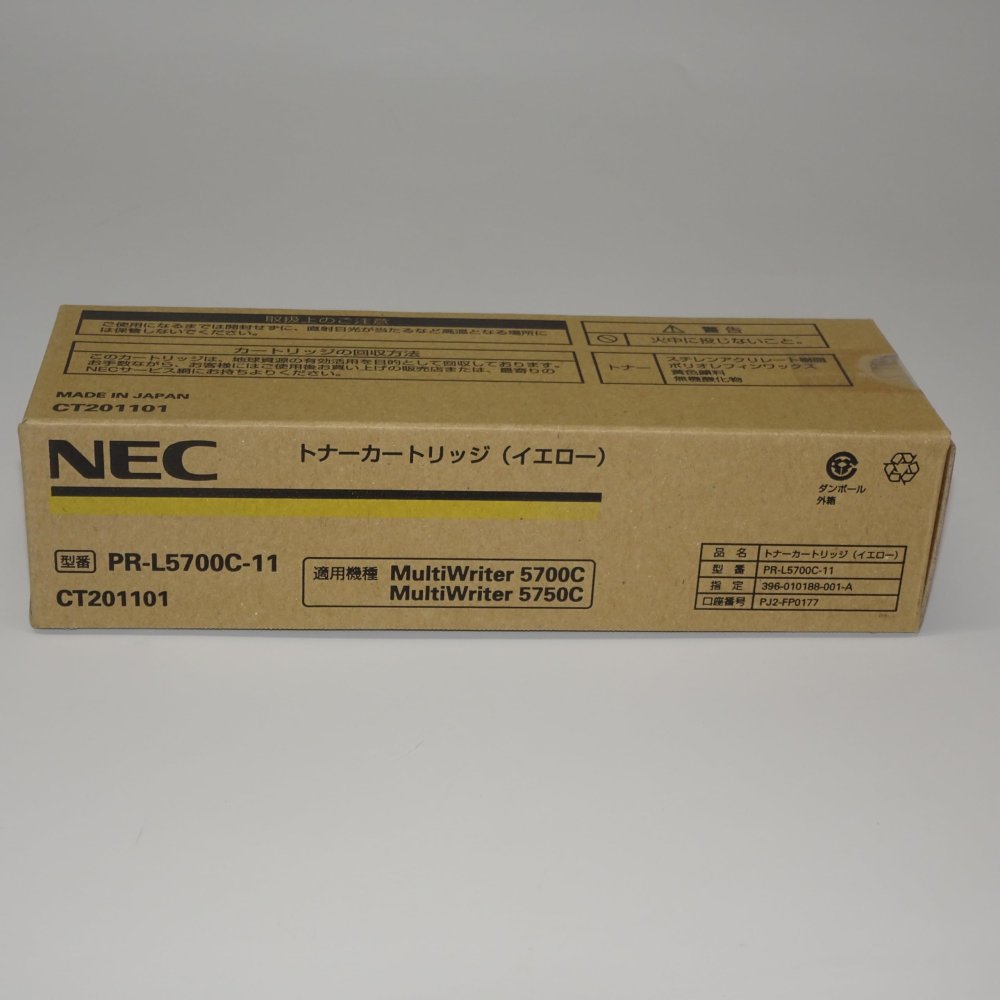 取扱上のご注意
ご使用になるまでは開封せずに、直射日光が当たるなど高温となる場所に
は保管しないでください。
カートリッジの回収方法
このカートリッジは、地球資源の有効活用を目的として回収しております。
お手数ながら、お客様にはご使用後お買い上げの販売店または、最寄りの
NECサービス網にお持ちよりください。
MADE IN JAPAN
CT201101
警告
火中に投じないこと。
トナー
スチレンアクリレート樹脂
ポリオレフィンワックス
黄色顔料
無機酸化物
NEC
トナーカートリッジ(イエロー)
ダンボール
外箱
型番 PR-L5700C-11
CT201101
適用機種 MultiWriter 5700C
MultiWriter 5750C
品名 トナーカートリッジ(イエロー)
型番 PR-L5700C-11
指定 396-010188-001-A
口座番号 PJ2-FP0177